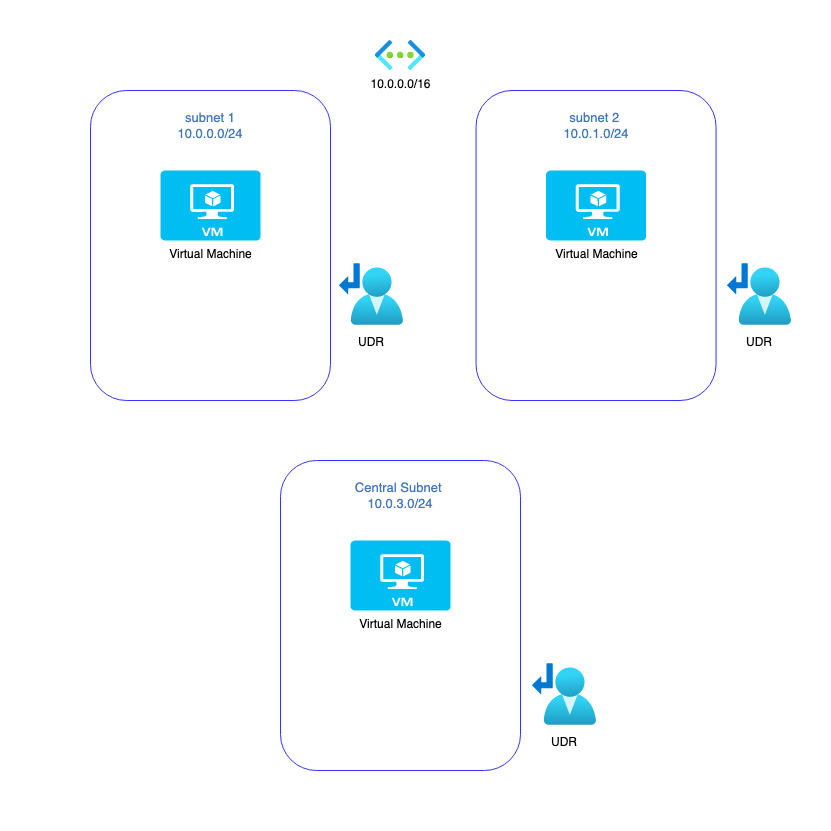 10.0.0.0/16
subnet 1
10.0.0.0/24
VM
Virtual Machine
UDR
subnet 2
10.0.1.0/24
VM
Virtual Machine
UDR
Central Subnet
10.0.3.0/24
VM
Virtual Machine
UDR